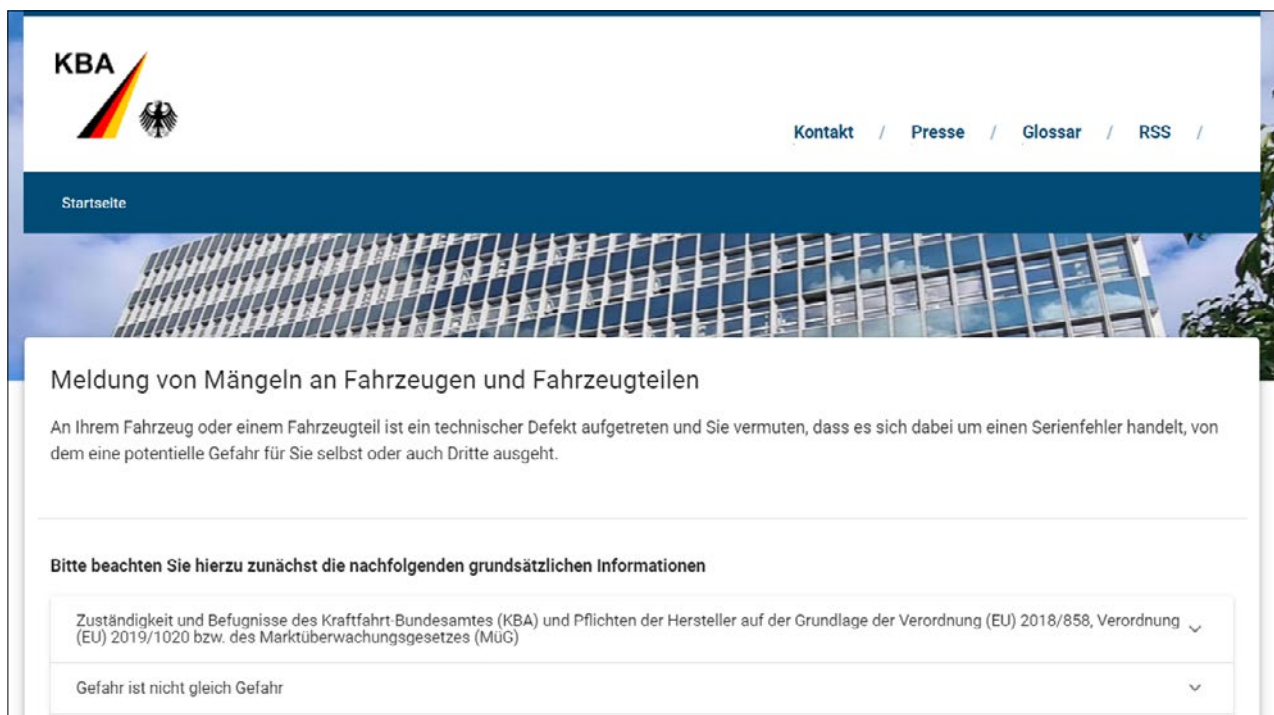 KBA
Kontakt / Presse / Glossar / RSS /
Startseite
Meldung von Mängeln an Fahrzeugen und Fahrzeugteilen
An Ihrem Fahrzeug oder einem Fahrzeugteil ist ein technischer Defekt aufgetreten und Sie vermuten, dass es sich dabei um einen Serienfehler handelt, von
dem eine potentielle Gefahr für Sie selbst oder auch Dritte ausgeht.
Bitte beachten Sie hierzu zunächst die nachfolgenden grundsätzlichen Informationen
Zuständigkeit und Befugnisse des Kraftfahrt-Bundesamtes (KBA) und Pflichten der Hersteller auf der Grundlage der Verordnung (EU) 2018/858, Verordnung
(EU) 2019/1020 bzw. des Marktüberwachungsgesetzes (MüG)
Gefahr ist nicht gleich Gefahr